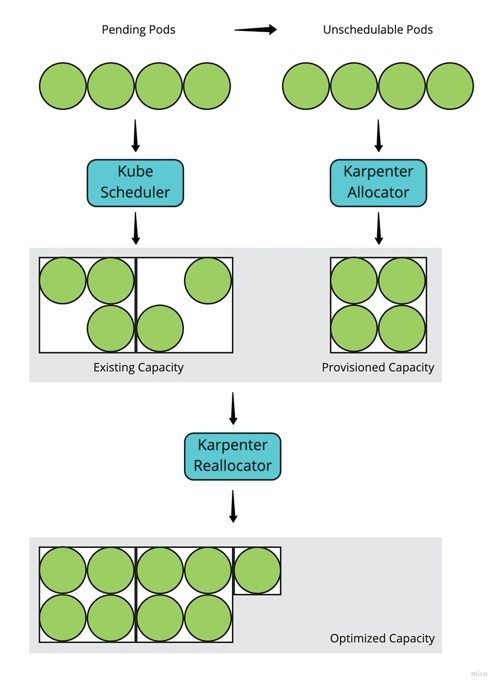 Pending Pods
Unschedulable Pods
Kube
Scheduler
Karpenter
Allocator
Existing Capacity
Provisioned Capacity
Karpenter
Reallocator
Optimized Capacity
miro